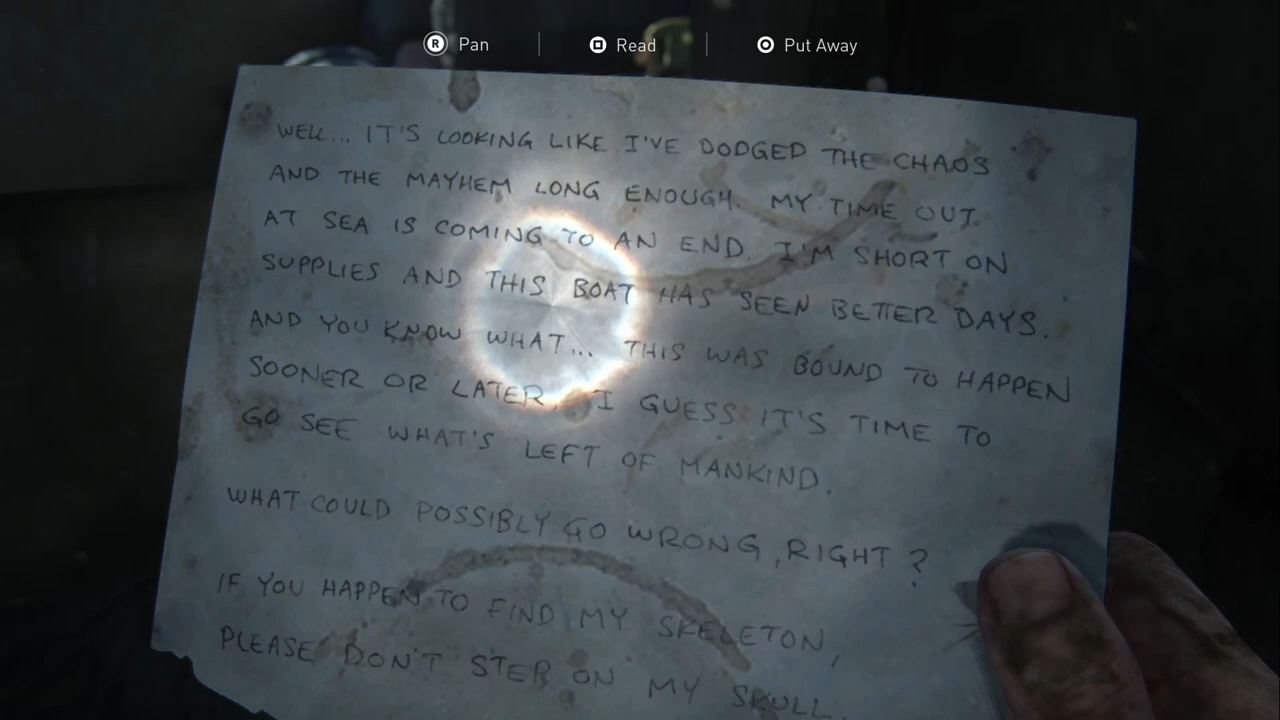 R Pan | Read | Put Away
WELL... IT'S LOOKING LIKE I'VE DODGED THE CHAOS
AND THE MAYHEM LONG ENOUGH. MY TIME OUT
AT SEA IS COMING TO AN END. I'M SHORT ON
SUPPLIES AND THIS BOAT HAS SEEN BETTER DAYS.
AND YOU KNOW WHAT... THIS WAS BOUND TO HAPPEN
SOONER OR LATER, I GUESS IT'S TIME TO
GO SEE WHAT'S LEFT OF MANKIND.
WHAT COULD POSSIBLY GO WRONG, RIGHT?
IF YOU HAPPEN TO FIND MY SKELETON,
PLEASE DON'T STEP ON MY SKULL.